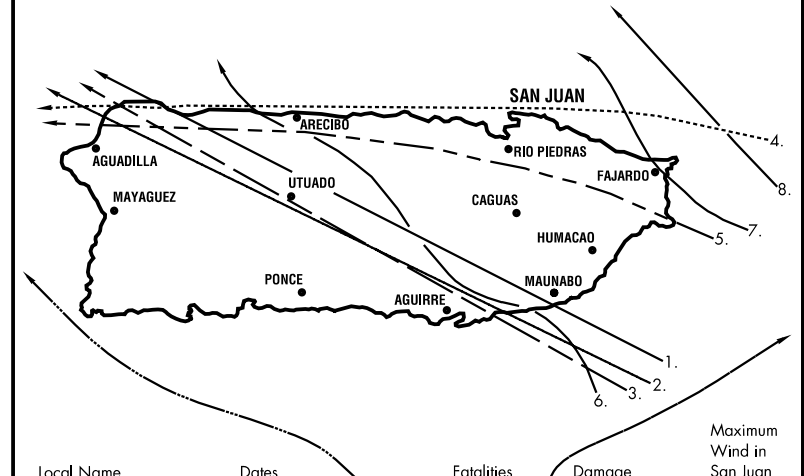 SAN JUAN
ARECIBO
4.
RIO PIEDRAS
AGUADILLA
FAJARDO
UTUADO
8.
MAYAGUEZ
CAGUAS
7.
5.
HUMACAO
PONCE
MAUNABO
AGUIRRE
1.
2.
3.
6.
Maximum
Wind in
Local Name Dates Fatalities Damage San Juan